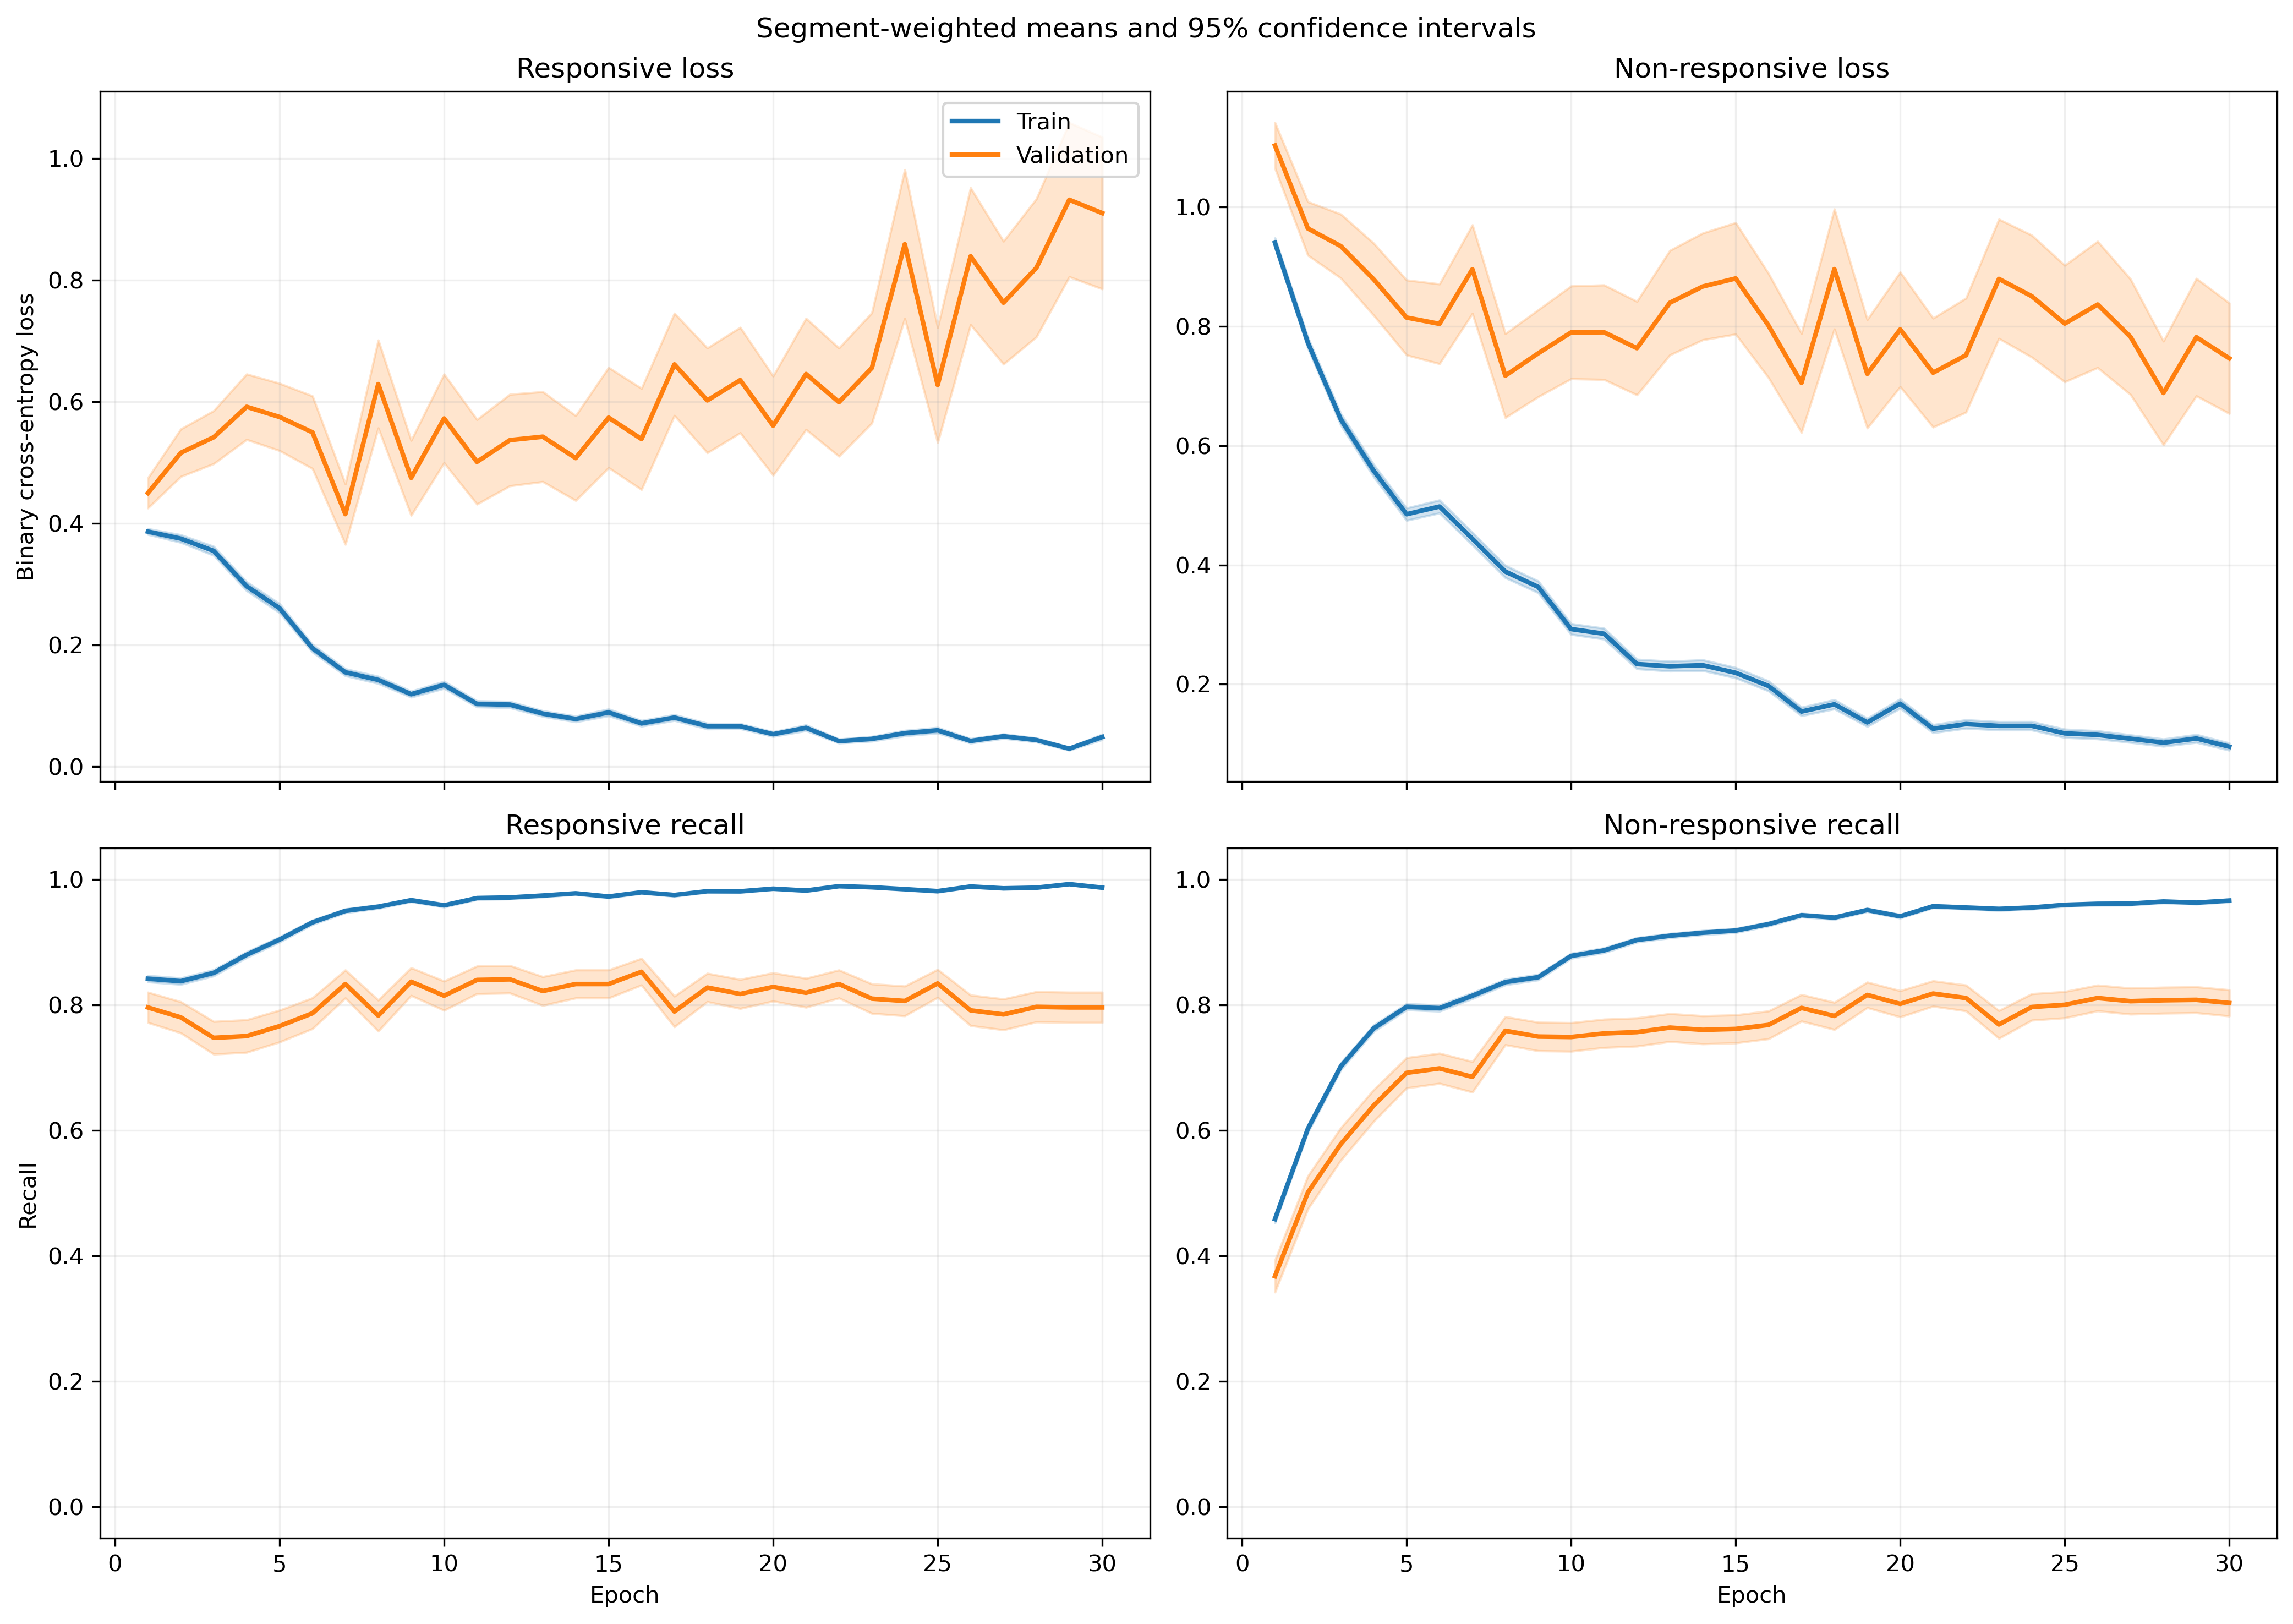 Segment-weighted means and 95% confidence intervals
Responsive loss
Non-responsive loss
Train
Validation
Binary cross-entropy loss
1.0
0.8
0.6
0.4
0.2
0.0
1.0
0.8
0.6
0.4
0.2
Responsive recall
Non-responsive recall
Recall
1.0
0.8
0.6
0.4
0.2
0.0
0 5 10 15 20 25 30
Epoch
1.0
0.8
0.6
0.4
0.2
0.0
0 5 10 15 20 25 30
Epoch